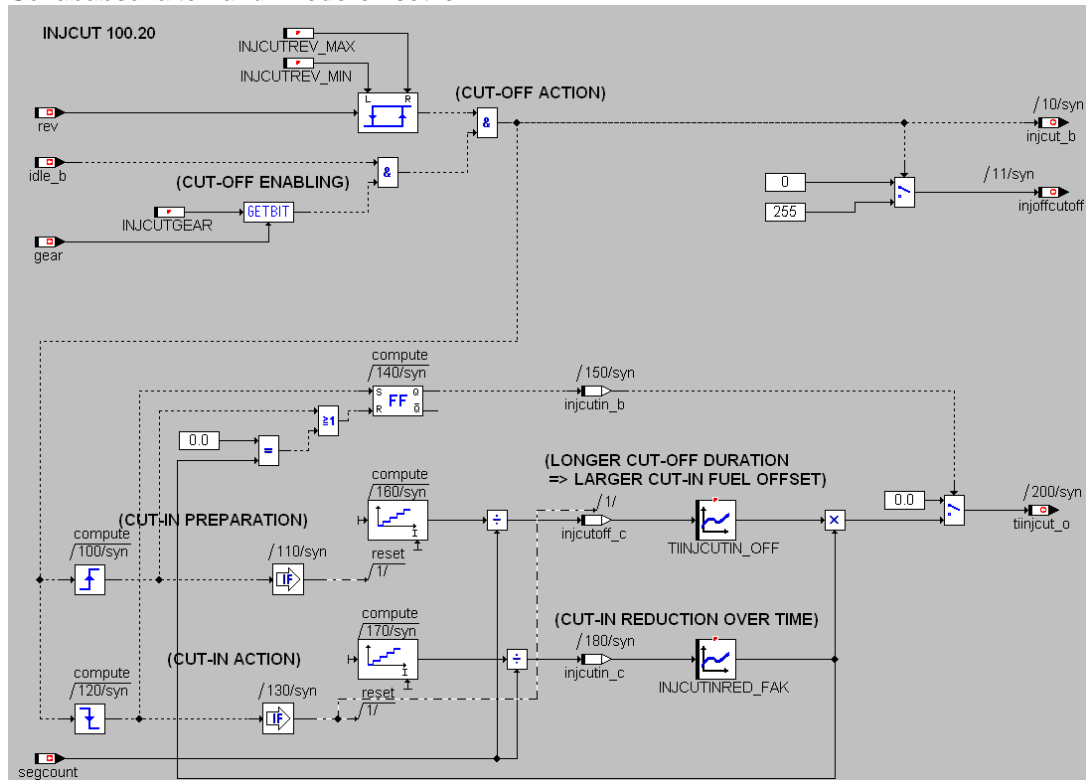 INJCUT 100.20
INJCUTREV_MAX
INJCUTREV_MIN
L R
(CUT-OFF ACTION)
rev
&
/10/syn
injcut_b
idle_b
&
(CUT-OFF ENABLING)
INJCUTGEAR
GETBIT
gear
0
255
/11/syn
injoffcutoff
compute
/140/syn
S Q
FF
R Q
/150/syn
injcutin_b
≥1
0.0
=
(LONGER CUT-OFF DURATION
=> LARGER CUT-IN FUEL OFFSET)
compute
/160/syn
/1/
0.0
/200/syn
tiinjcut_o
(CUT-IN PREPARATION)
÷
injcutoff_c
TIINJCUTIN_OFF
×
compute
/100/syn
/110/syn
IF
reset
1/
compute
/170/syn
(CUT-IN REDUCTION OVER TIME)
(CUT-IN ACTION)
÷
/180/syn
injcutin_c
INJCUTINRED_FAK
compute
/120/syn
/130/syn
IF
reset
1/
segcount